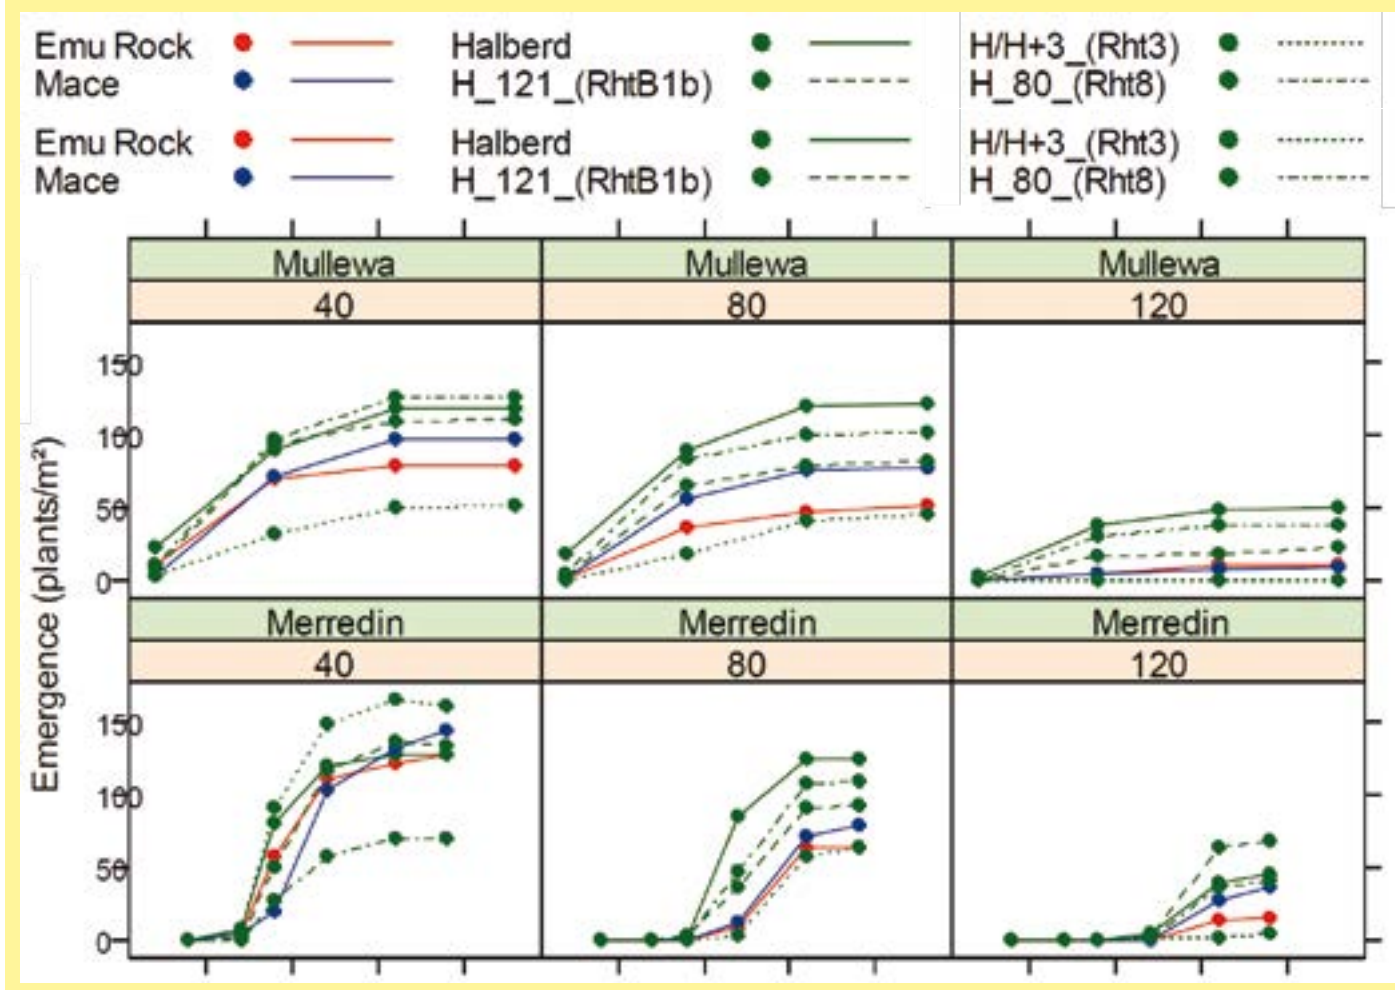 Emu Rock Halberd H/H+3_(Rht3)
Mace H_121_(RhtB1b) H_80_(Rht8)
Emu Rock Halberd H/H+3_(Rht3)
Mace H_121_(RhtB1b) H_80_(Rht8)
Mullewa Mullewa Mullewa
40 80 120
150
100
50
0
Merredin Merredin Merredin
40 80 120
150
100
50
0
Emergence (plants/m²)